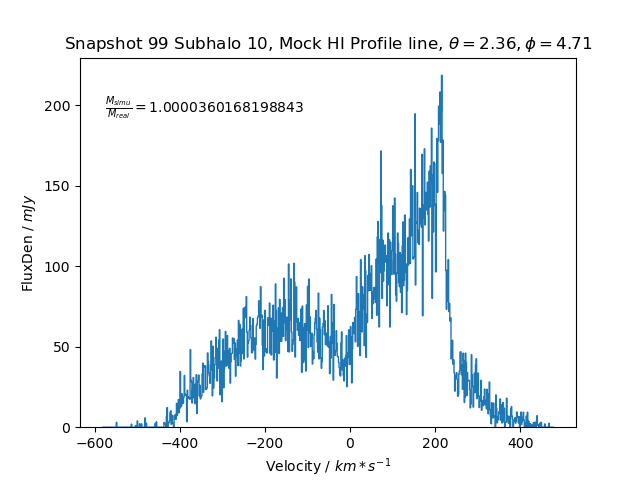 Snapshot 99 Subhalo 10, Mock HI Profile line, θ = 2.36, ϕ = 4.71
M_simu/M_real = 1.0000360168198843
FluxDen / mJy
200
150
100
50
0
−600 −400 −200 0 200 400
Velocity / km * s⁻¹